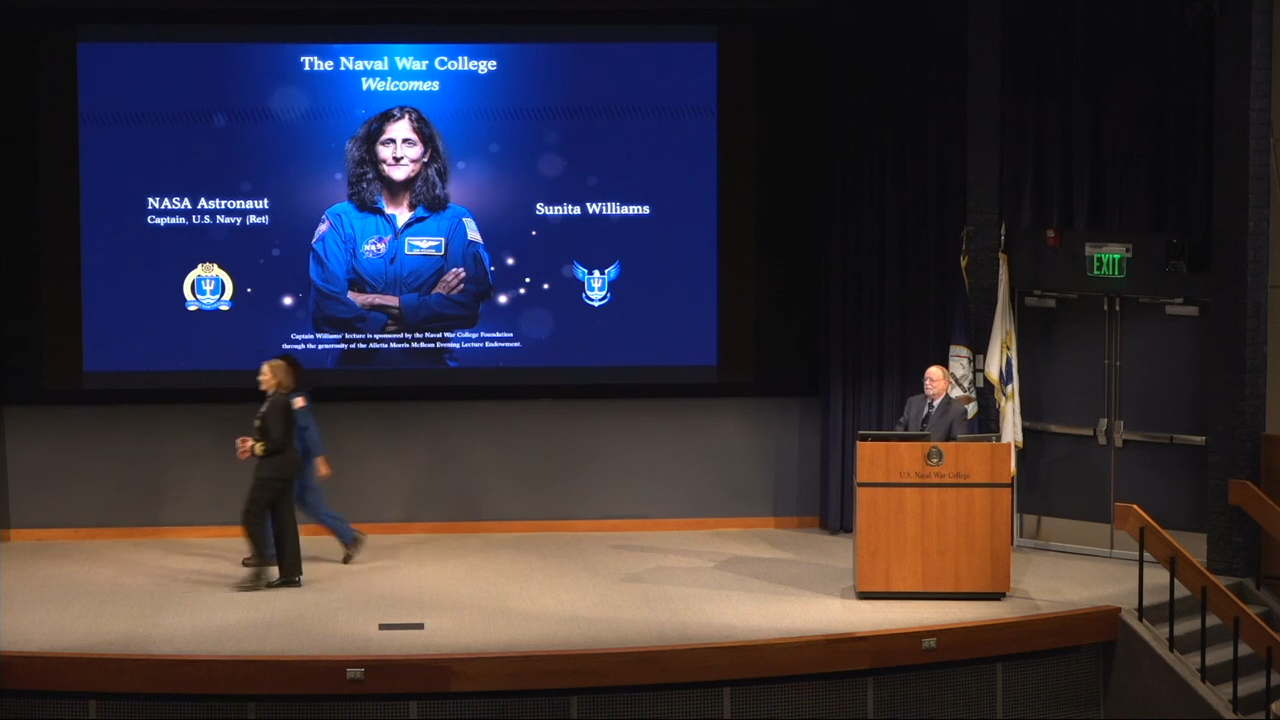 The Naval War College
Welcomes
NASA Astronaut
Captain, U.S. Navy (Ret)
Sunita Williams
NASA
Captain Williams' lecture is sponsored by the Naval War College Foundation
through the generosity of the Alletta Morris McBean Evening Lecture Endowment.
EXIT
U.S. Naval War College